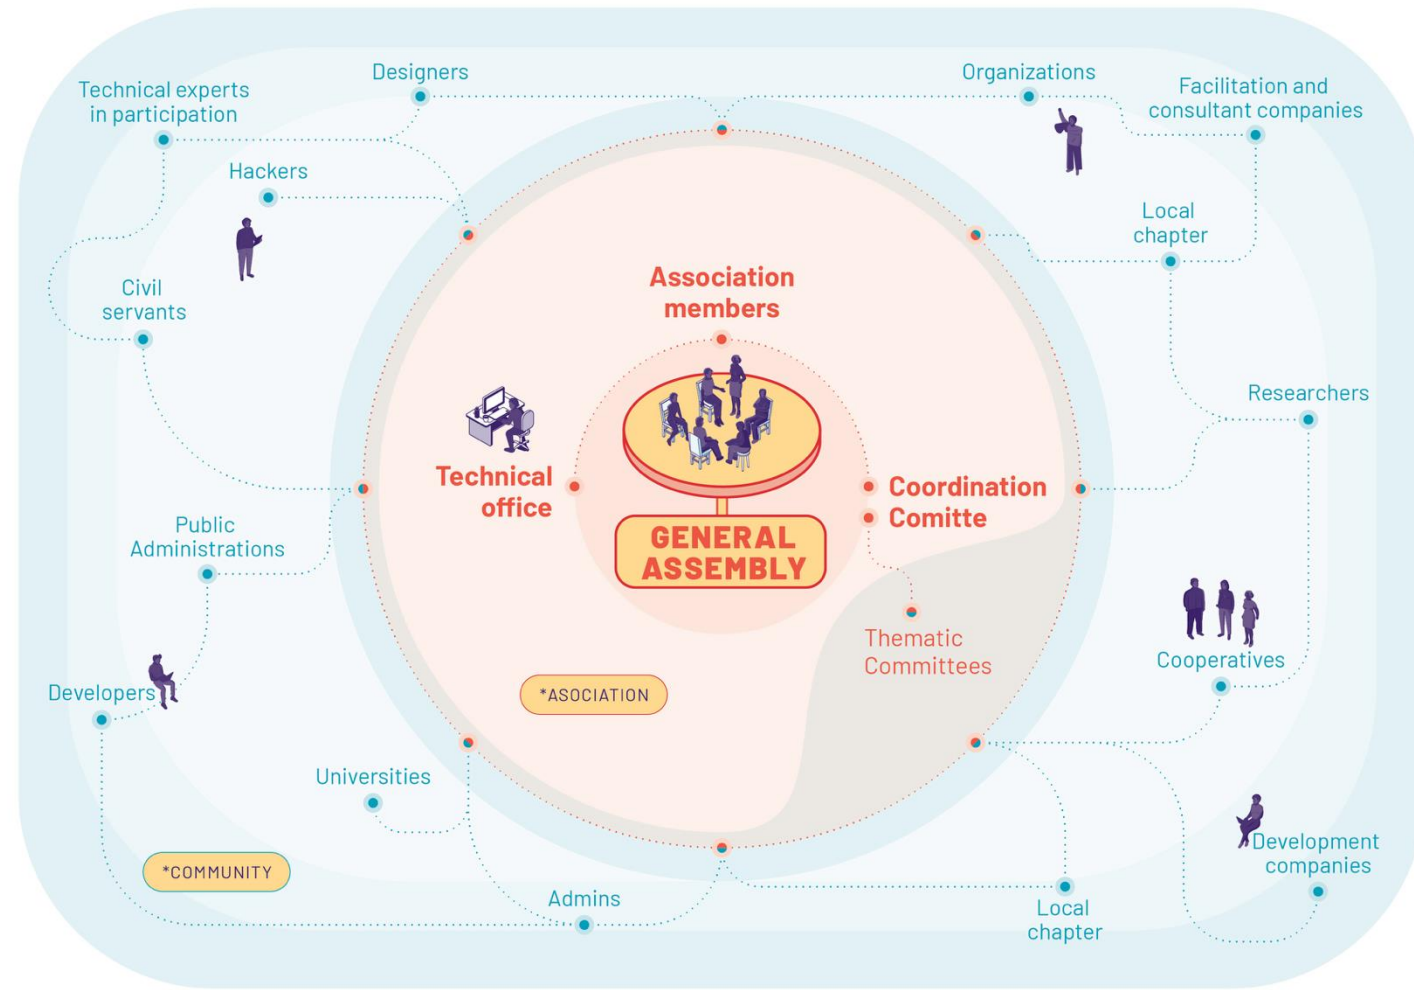 Designers
Organizations
Technical experts
in participation
Facilitation and
consultant companies
Hackers
Local
chapter
Association
members
Civil
servants
Researchers
Technical
office
Coordination
Comitte
GENERAL
ASSEMBLY
Public
Administrations
Thematic
Committees
Cooperatives
*ASOCIATION
Developers
Universities
Development
companies
*COMMUNITY
Admins
Local
chapter